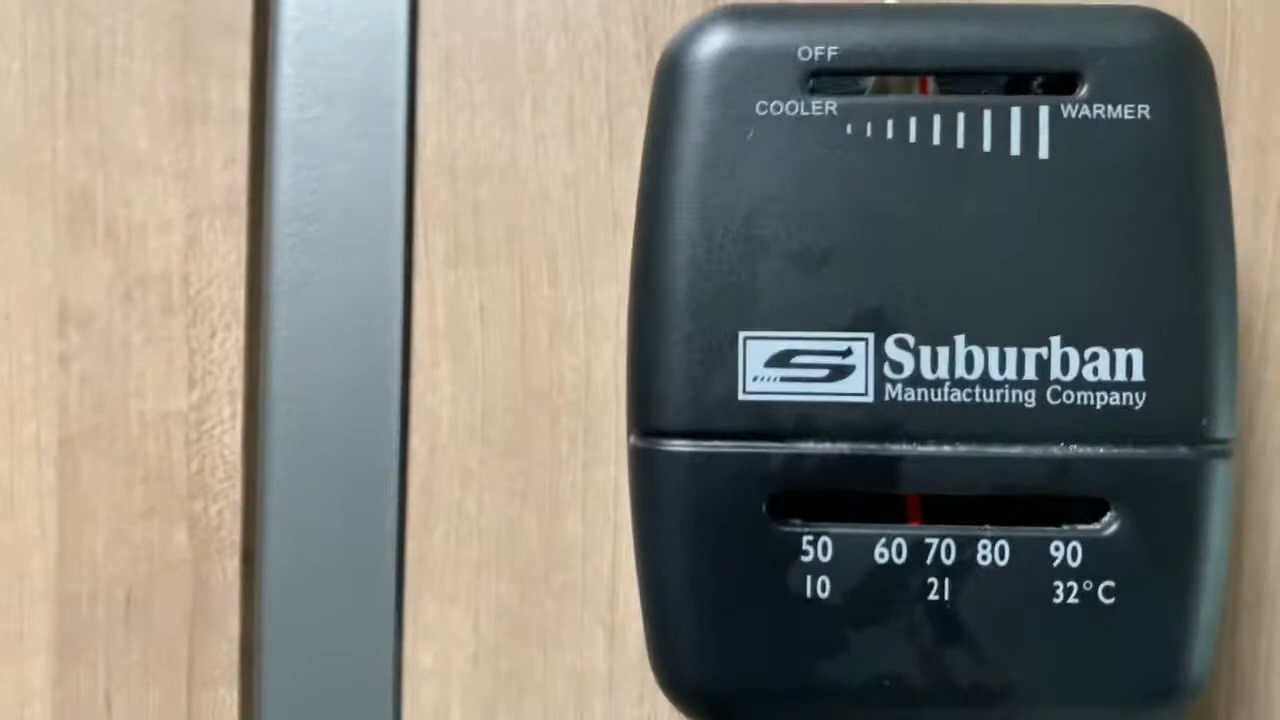 OFF
COOLER WARMER
Suburban
Manufacturing Company
50 60 70 80 90
10 21 32°C